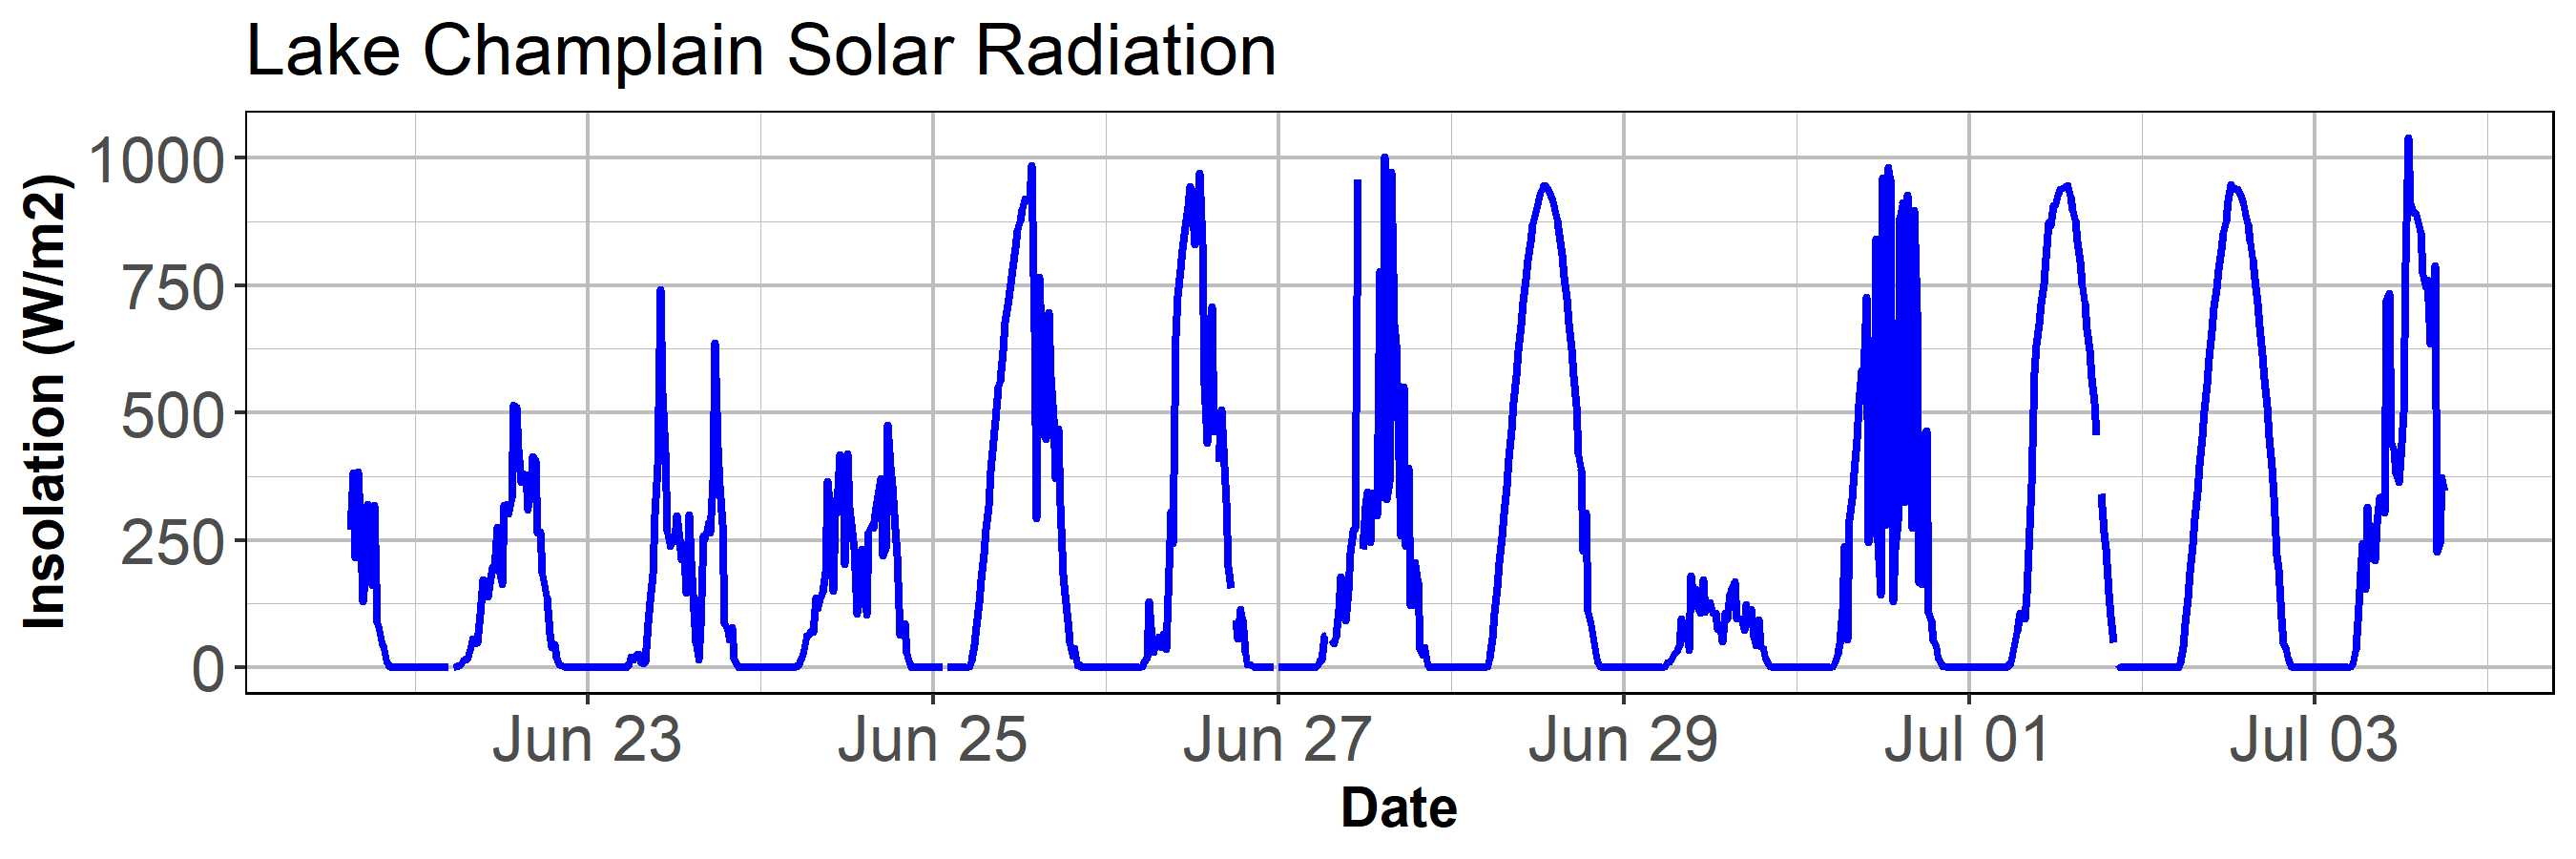 Lake Champlain Solar Radiation
Insolation (W/m2)
1000
750
500
250
0
Jun 23 Jun 25 Jun 27 Jun 29 Jul 01 Jul 03
Date